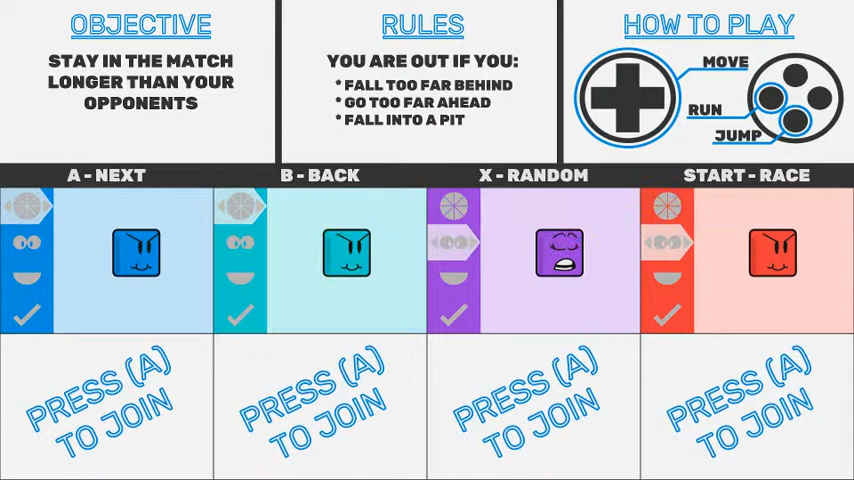 OBJECTIVE
STAY IN THE MATCH
LONGER THAN YOUR
OPPONENTS
RULES
YOU ARE OUT IF YOU:
* FALL TOO FAR BEHIND
* GO TOO FAR AHEAD
* FALL INTO A PIT
HOW TO PLAY
MOVE
RUN
JUMP
A - NEXT
B - BACK
X - RANDOM
START - RACE
PRESS (A)
TO JOIN
PRESS (A)
TO JOIN
PRESS (A)
TO JOIN
PRESS (A)
TO JOIN